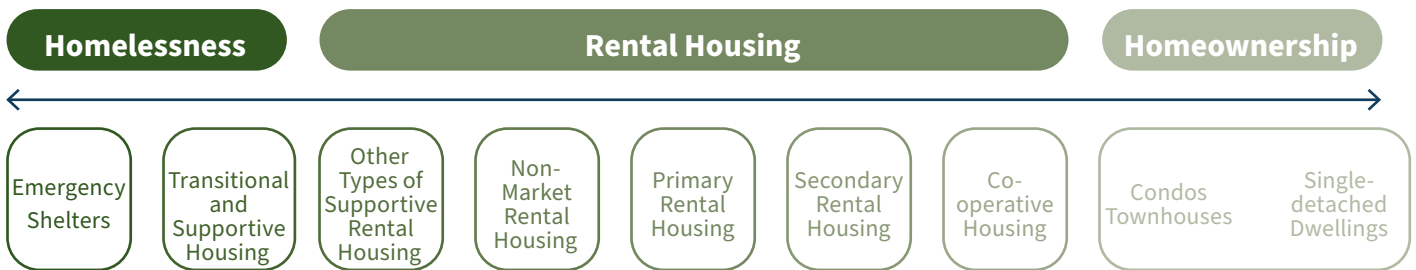 Homelessness
Rental Housing
Homeownership
Emergency
Shelters
Transitional
and
Supportive
Housing
Other
Types of
Supportive
Rental
Housing
Non-
Market
Rental
Housing
Primary
Rental
Housing
Secondary
Rental
Housing
Co-
operative
Housing
Condos
Townhouses
Single-
detached
Dwellings